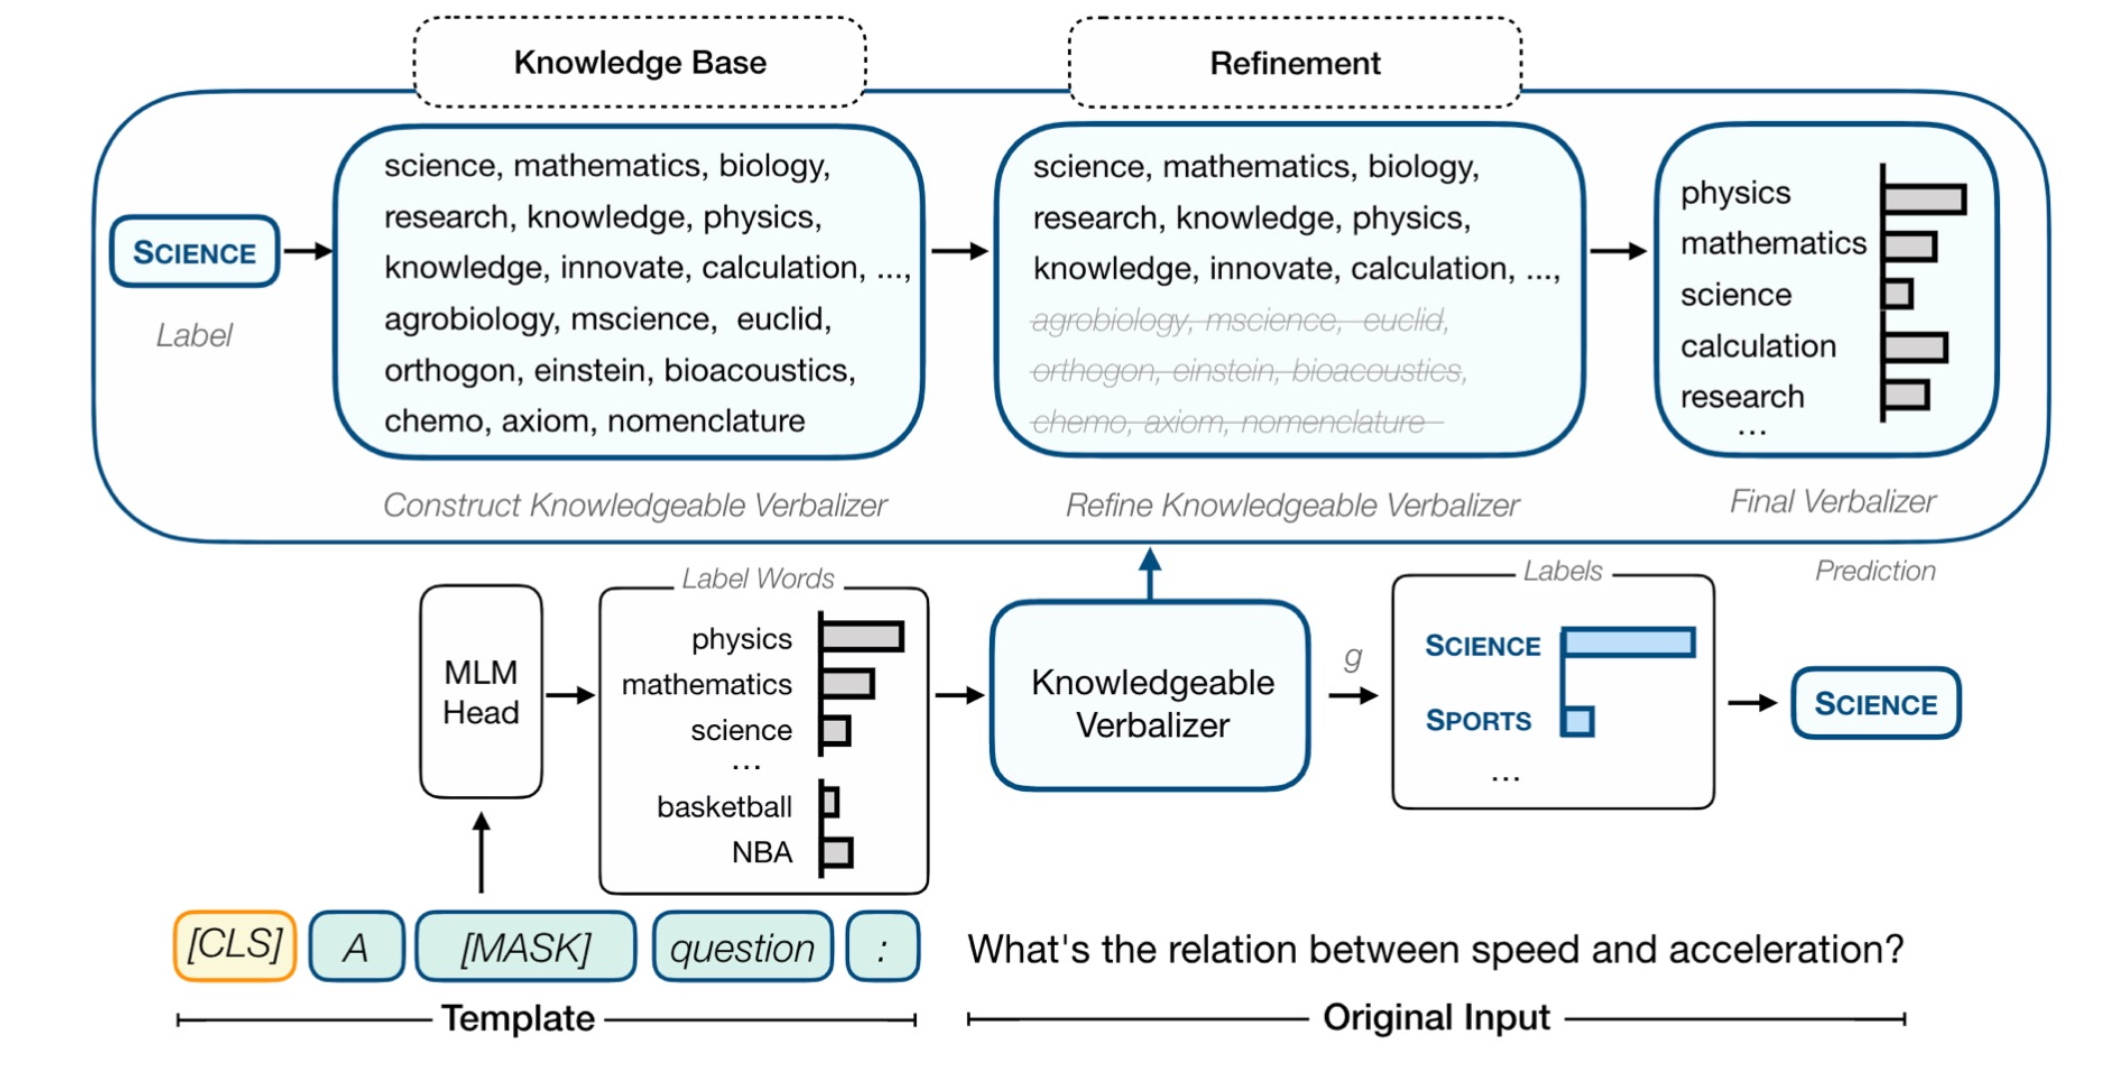 Knowledge Base
Refinement
SCIENCE
Label
science, mathematics, biology,
research, knowledge, physics,
knowledge, innovate, calculation, ...,
agrobiology, mscience, euclid,
orthogon, einstein, bioacoustics,
chemo, axiom, nomenclature
Construct Knowledgeable Verbalizer
science, mathematics, biology,
research, knowledge, physics,
knowledge, innovate, calculation, ...,
agrobiology, mscience, euclid,
orthogon, einstein, bioacoustics,
chemo, axiom, nomenclature
Refine Knowledgeable Verbalizer
physics
mathematics
science
calculation
research
...
Final Verbalizer
MLM
Head
Label Words
physics
mathematics
science
...
basketball
NBA
Knowledgeable
Verbalizer
g
Labels
SCIENCE
SPORTS
...
Prediction
SCIENCE
[CLS] A [MASK] question : What's the relation between speed and acceleration?
Template
Original Input